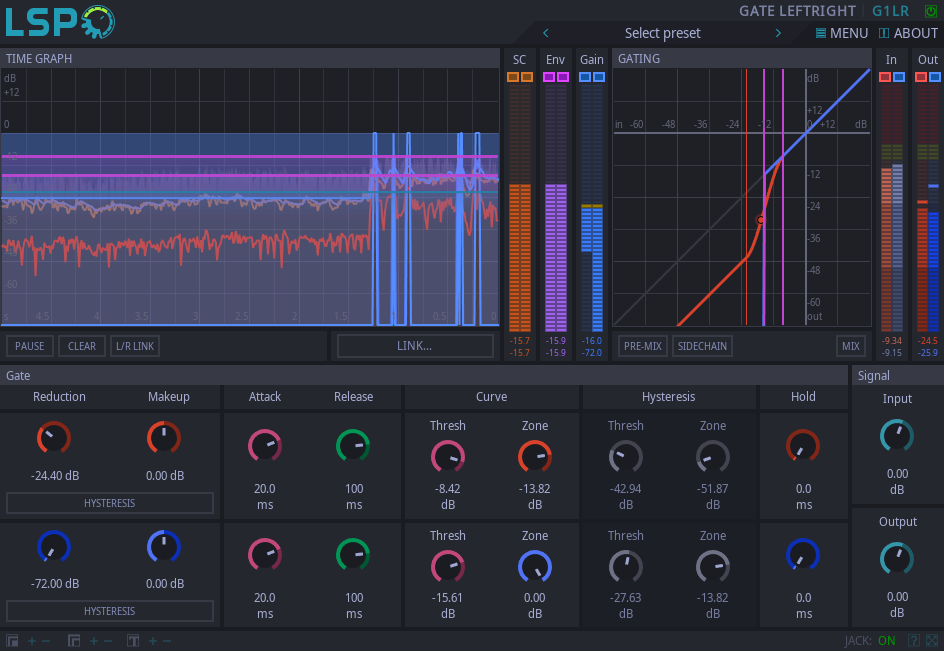 LSP
GATE LEFTRIGHT G1LR
Select preset
MENU ABOUT
TIME GRAPH
SC Env Gain
GATING
In Out
dB
+12
0
-12
-36
-48
-60
s 4.5 4 3.5 3 2.5 2 1.5 1 0.5 0
dB
+12
in -60 -48 -36 -24 -12 0 +12 dB
-12
-24
-36
-48
-60
out
-15.7 -15.9 -16.0 -9.34 -24.5
-15.7 -15.9 -72.0 -9.15 -25.9
PAUSE CLEAR L/R LINK LINK... PRE-MIX SIDECHAIN MIX
Gate
Signal
Reduction Makeup Attack Release Curve Hysteresis Hold
Input
Thresh Zone Thresh Zone
-24.40 dB 0.00 dB
20.0 100 -8.42 -13.82 -42.94 -51.87 0.0
ms ms dB dB dB dB ms
0.00
dB
HYSTERESIS
Output
Thresh Zone Thresh Zone
-72.00 dB 0.00 dB
20.0 100 -15.61 0.00 -27.63 -13.82 0.0
ms ms dB dB dB dB ms
0.00
dB
HYSTERESIS
+ − + − + −
JACK: ON ?